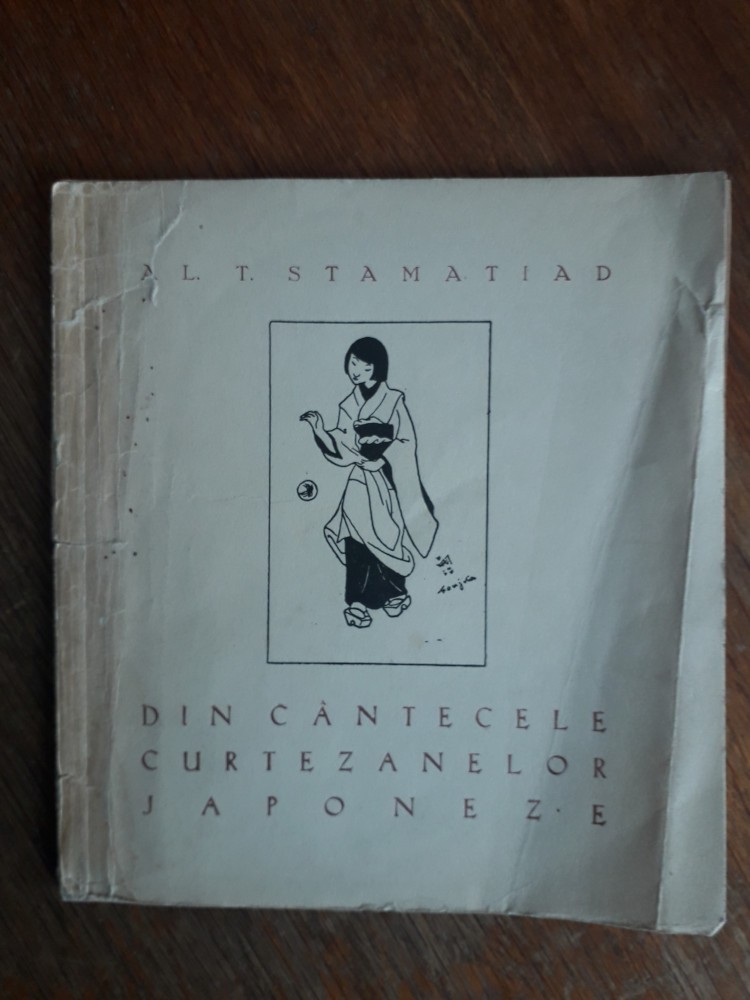 AL. T. STAMATIAD
DIN CÂNTECELE
CURTEZANELOR
JAPONEZE